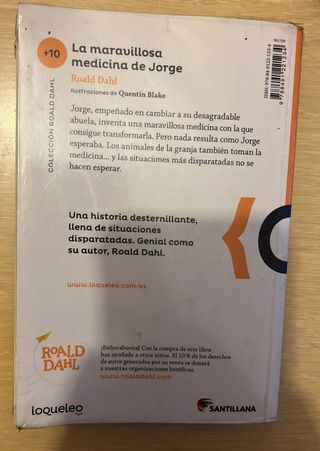 +10
La maravillosa
medicina de Jorge
Roald Dahl
Ilustraciones de Quentin Blake
COLECCIÓN ROALD DAHL
Jorge, empeñado en cambiar a su desagradable
abuela, inventa una maravillosa medicina con la que
consigue transformarla. Pero nada resulta como Jorge
esperaba. Los animales de la granja también toman la
medicina... y las situaciones más disparatadas no se
hacen esperar.
Una historia desternillante,
llena de situaciones
disparatadas. Genial como
su autor, Roald Dahl.
www.loqueleo.com/es
ROALD
DAHL
¡Enhorabuena! Con la compra de este libro
has ayudado a otros niños. El 10 % de los derechos
de autor generados por su venta se donará
a nuestras organizaciones benéficas.
www.roalddahl.com
loqueleo
SANTILLANA